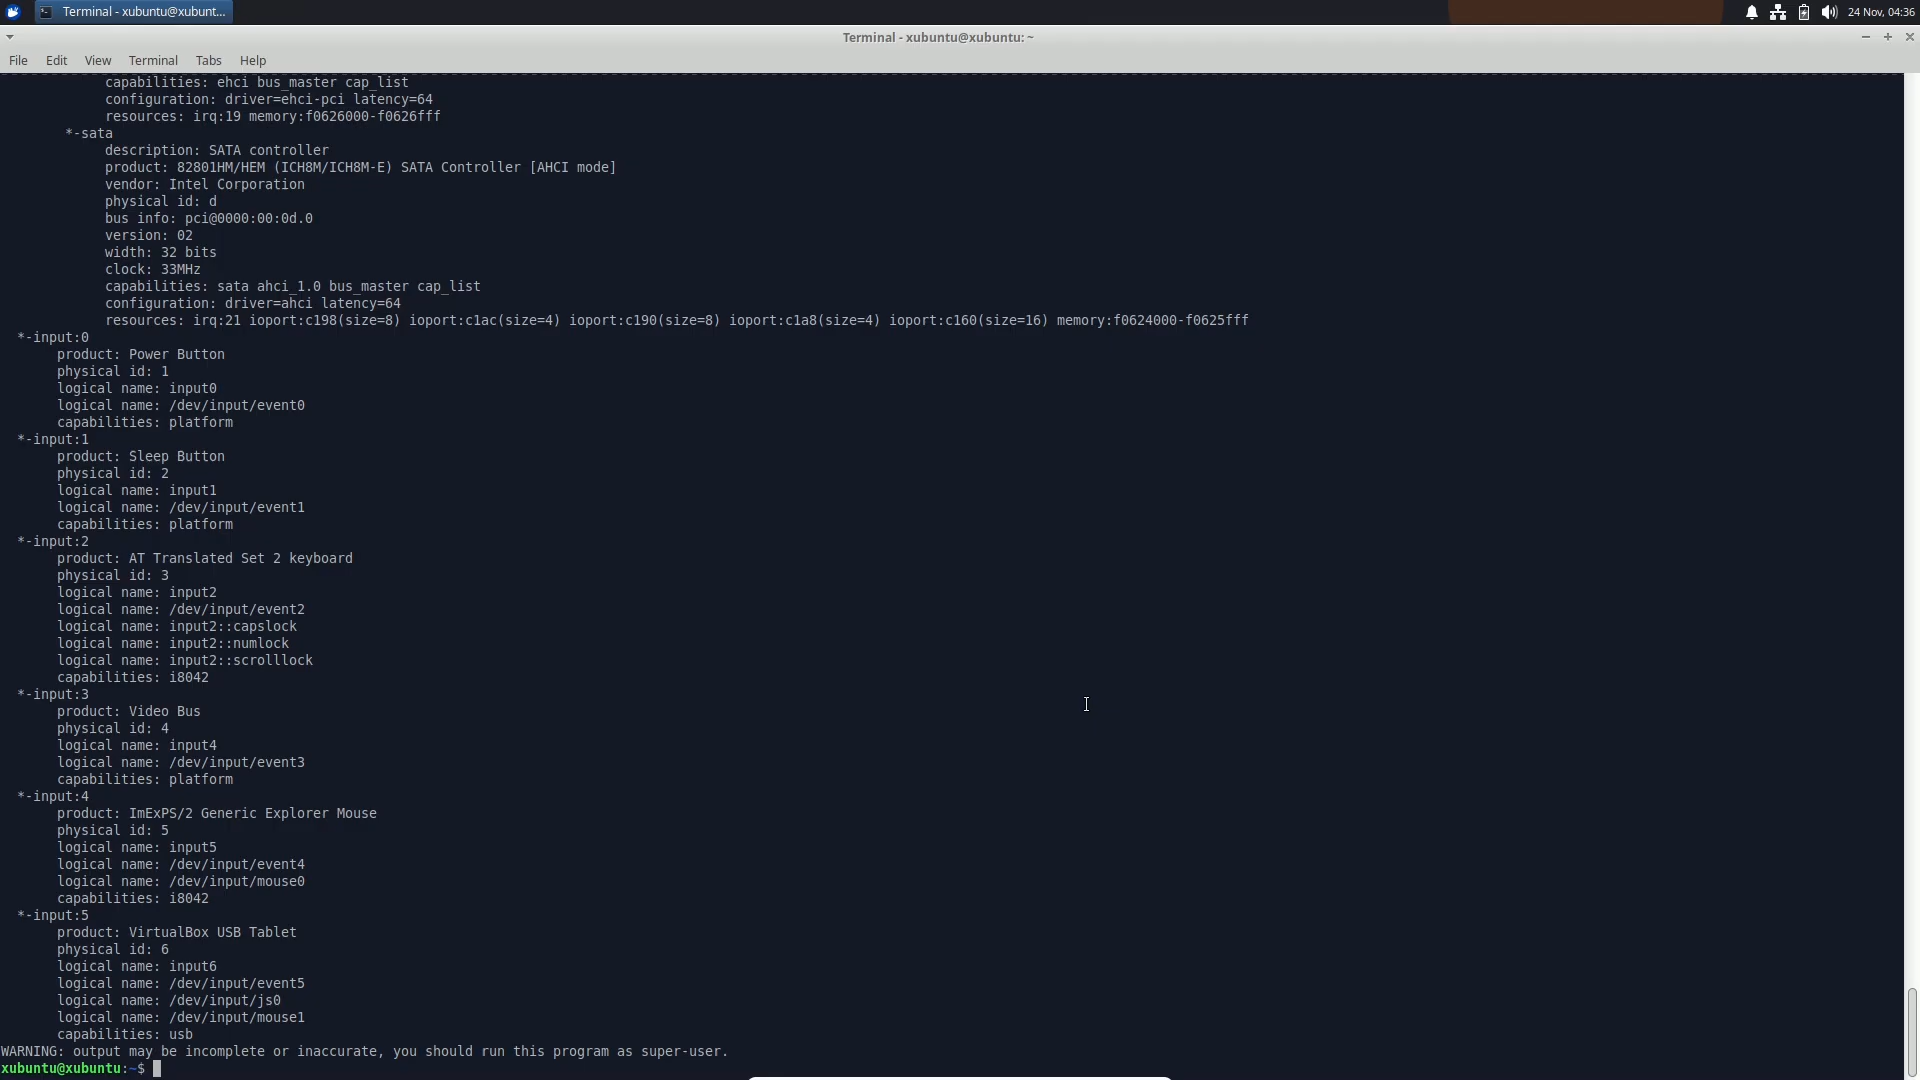 Terminal - xubuntu@xubunt...
24 Nov, 04:36
Terminal - xubuntu@xubuntu: ~
File Edit View Terminal Tabs Help
capabilities: ehci bus_master cap_list
configuration: driver=ehci-pci latency=64
resources: irq:19 memory:f0626000-f0626fff
*-sata
description: SATA controller
product: 82801HM/HEM (ICH8M/ICH8M-E) SATA Controller [AHCI mode]
vendor: Intel Corporation
physical id: d
bus info: pci@0000:00:0d.0
version: 02
width: 32 bits
clock: 33MHz
capabilities: sata ahci_1.0 bus_master cap_list
configuration: driver=ahci latency=64
resources: irq:21 ioport:c198(size=8) ioport:c1ac(size=4) ioport:c190(size=8) ioport:c1a8(size=4) ioport:c160(size=16) memory:f0624000-f0625fff
*-input:0
product: Power Button
physical id: 1
logical name: input0
logical name: /dev/input/event0
capabilities: platform
*-input:1
product: Sleep Button
physical id: 2
logical name: input1
logical name: /dev/input/event1
capabilities: platform
*-input:2
product: AT Translated Set 2 keyboard
physical id: 3
logical name: input2
logical name: /dev/input/event2
logical name: input2::capslock
logical name: input2::numlock
logical name: input2::scrolllock
capabilities: i8042
*-input:3
product: Video Bus
physical id: 4
logical name: input4
logical name: /dev/input/event3
capabilities: platform
*-input:4
product: ImExPS/2 Generic Explorer Mouse
physical id: 5
logical name: input5
logical name: /dev/input/event4
logical name: /dev/input/mouse0
capabilities: i8042
*-input:5
product: VirtualBox USB Tablet
physical id: 6
logical name: input6
logical name: /dev/input/event5
logical name: /dev/input/js0
logical name: /dev/input/mouse1
capabilities: usb
WARNING: output may be incomplete or inaccurate, you should run this program as super-user.
xubuntu@xubuntu:~$